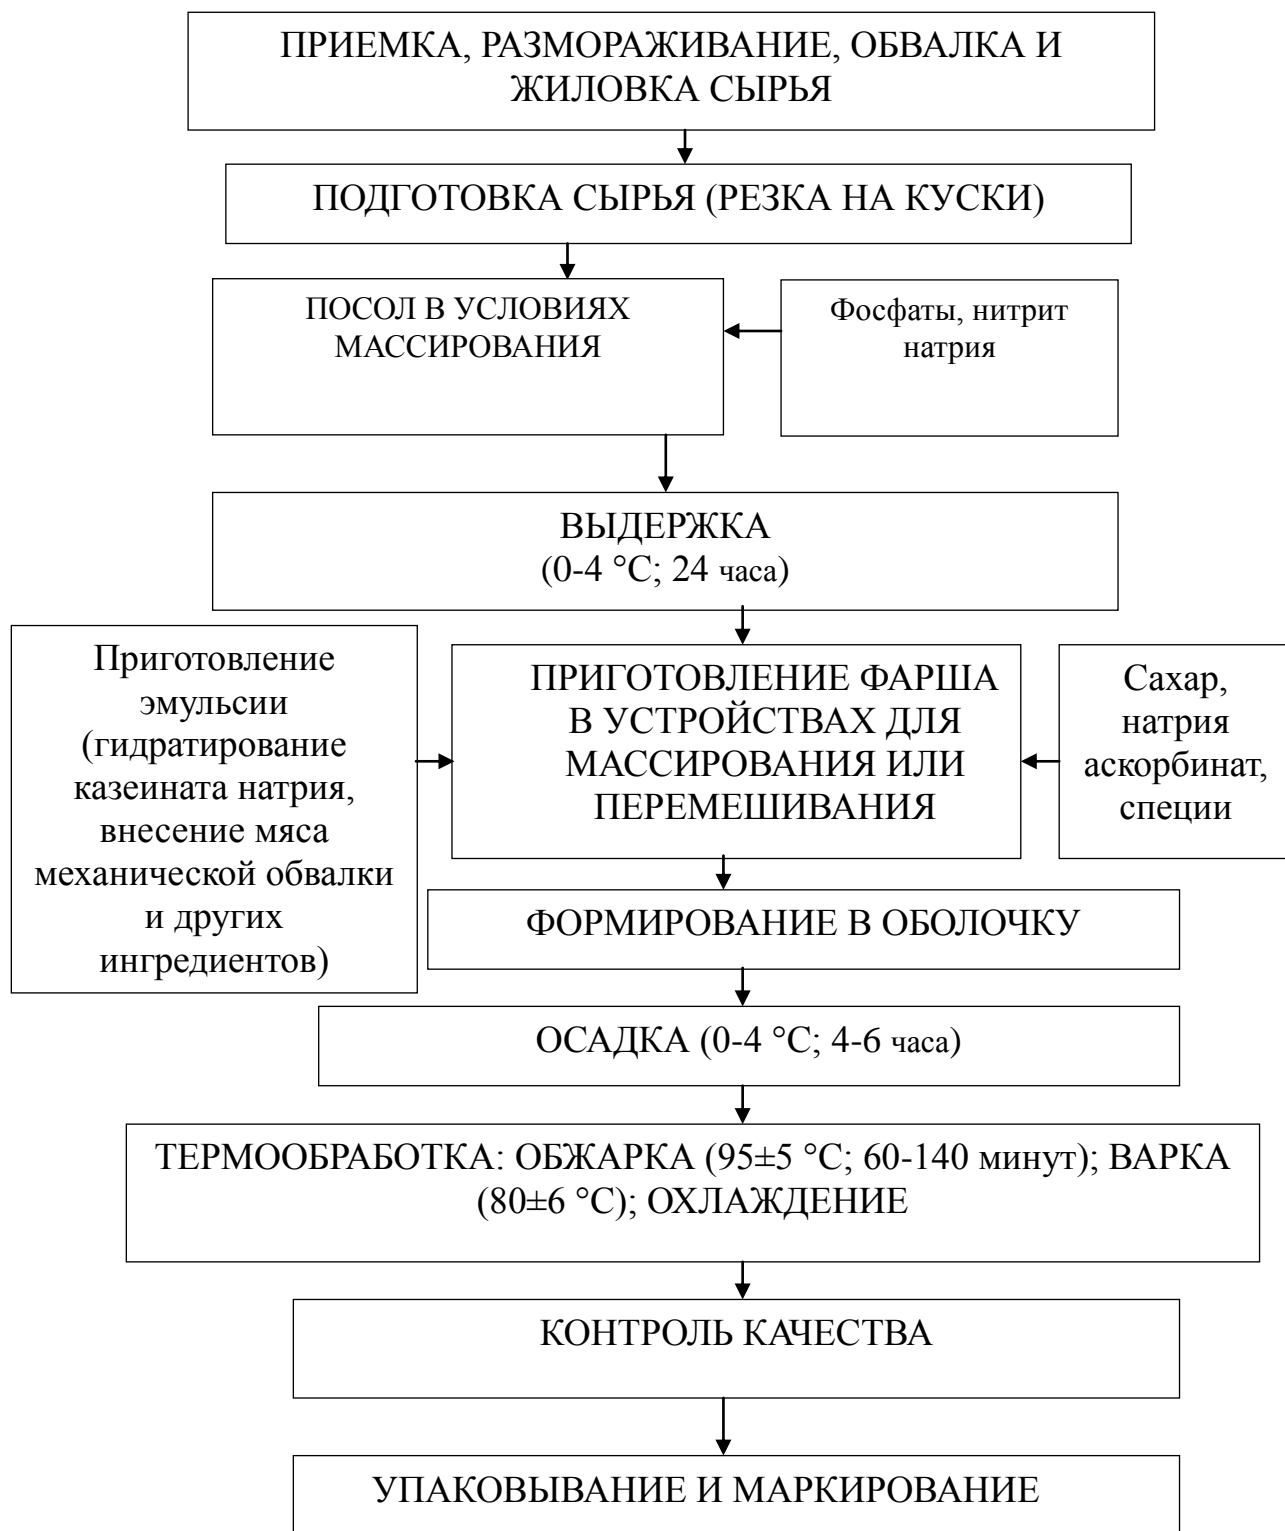 ПРИЕМКА, РАЗМОРАЖИВАНИЕ, ОБВАЛКА И
ЖИЛОВКА СЫРЬЯ
ПОДГОТОВКА СЫРЬЯ (РЕЗКА НА КУСКИ)
ПОСОЛ В УСЛОВИЯХ
МАССИРОВАНИЯ
Фосфаты, нитрит
натрия
ВЫДЕРЖКА
(0-4 °С; 24 часа)
Приготовление
эмульсии
(гидратирование
казеината натрия,
внесение мяса
механической обвалки
и других
ингредиентов)
ПРИГОТОВЛЕНИЕ ФАРША
В УСТРОЙСТВАХ ДЛЯ
МАССИРОВАНИЯ ИЛИ
ПЕРЕМЕШИВАНИЯ
Сахар,
натрия
аскорбинат,
специи
ФОРМИРОВАНИЕ В ОБОЛОЧКУ
ОСАДКА (0-4 °С; 4-6 часа)
ТЕРМООБРАБОТКА: ОБЖАРКА (95±5 °С; 60-140 минут); ВАРКА
(80±6 °С); ОХЛАЖДЕНИЕ
КОНТРОЛЬ КАЧЕСТВА
УПАКОВЫВАНИЕ И МАРКИРОВАНИЕ